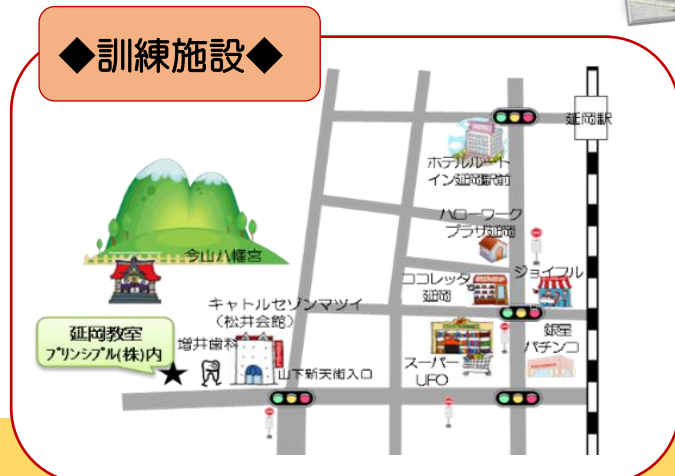 ◆訓練施設◆
延岡駅
ホテルルート
イン延岡駅前
ハローワーク
プラザ延岡
今山八幡宮
ココレッタ
延岡
ジョイフル
キャトルセゾンマツイ
（松井会館）
延岡教室
プリンシプル(株)内
増井歯科
銀星
パチンコ
スーパー
UFO
★
山下新天街入口